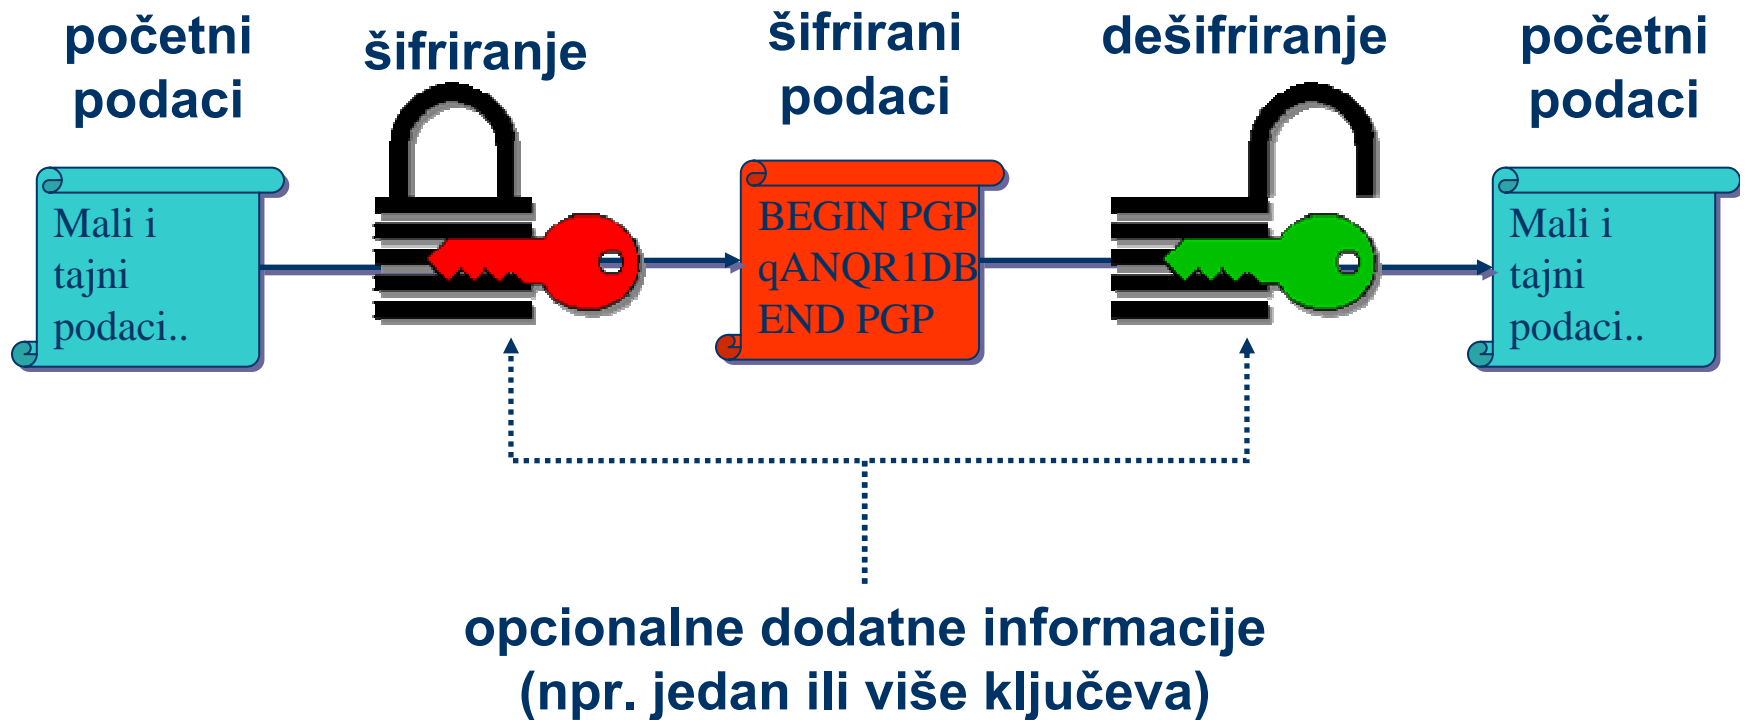 početni
podaci
šifriranje
šifrirani
podaci
dešifriranje
početni
podaci
Mali i
tajni
podaci..
BEGIN PGP
qANQR1DB
END PGP
Mali i
tajni
podaci..
opcionalne dodatne informacije
(npr. jedan ili više ključeva)